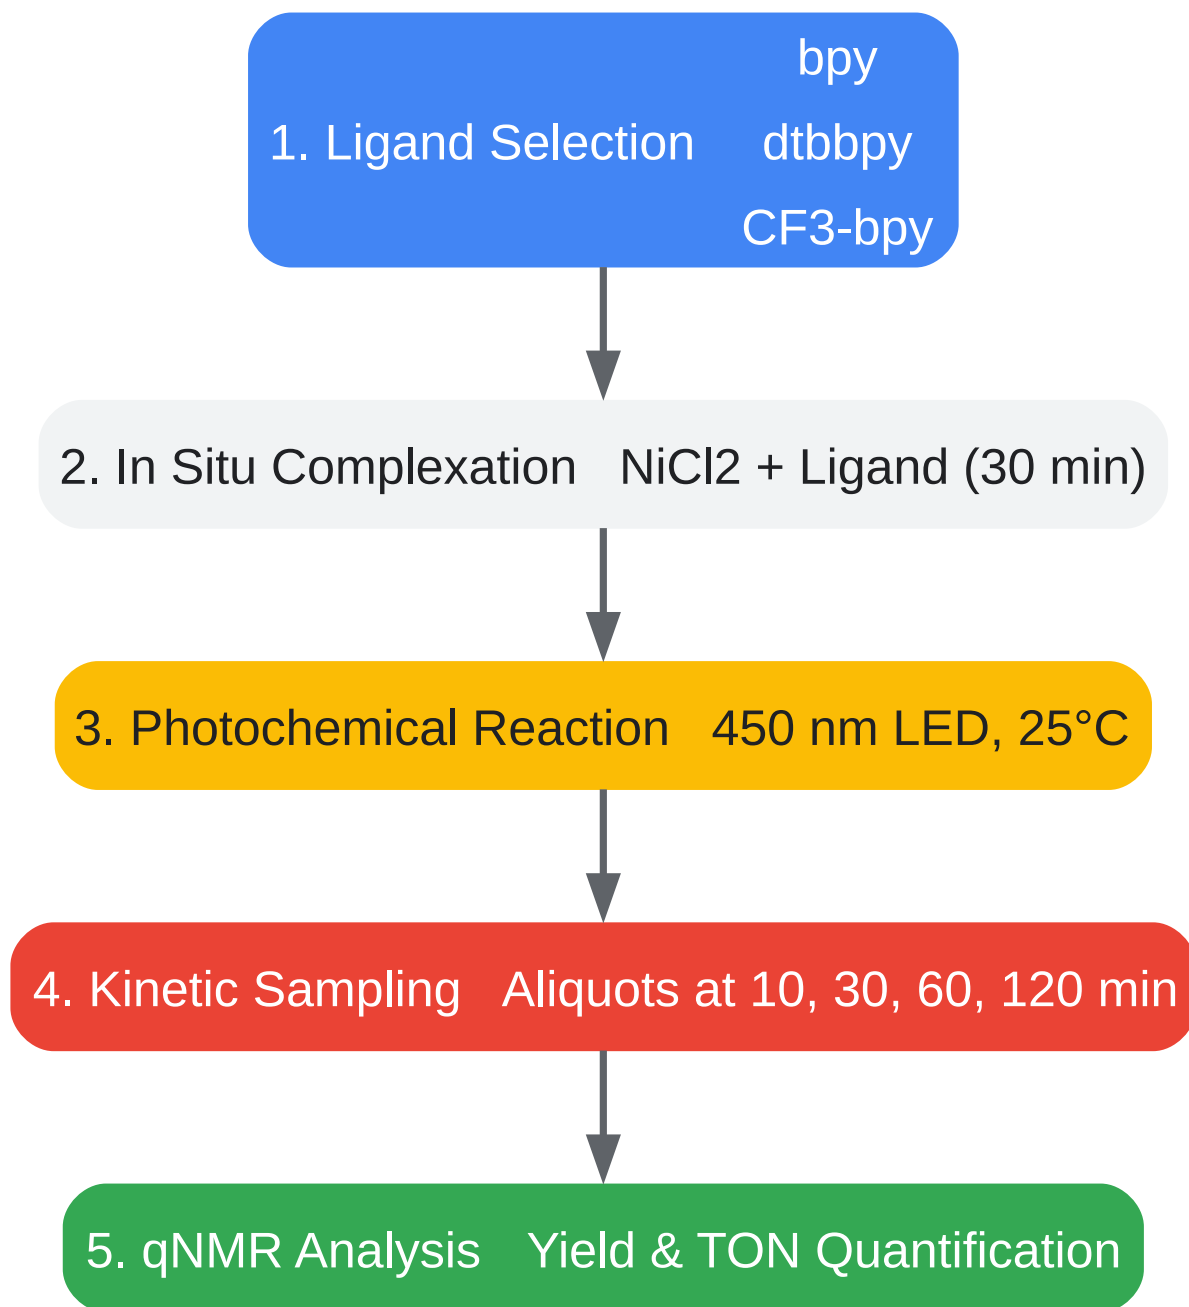 bpy
1. Ligand Selection dtbbpy
CF3-bpy
2. In Situ Complexation NiCl2 + Ligand (30 min)
3. Photochemical Reaction 450 nm LED, 25°C
4. Kinetic Sampling Aliquots at 10, 30, 60, 120 min
5. qNMR Analysis Yield & TON Quantification